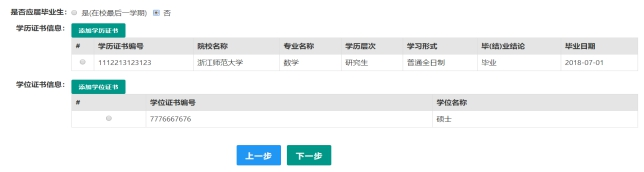 是否应届毕业生: 是(在校最后一学期) 否
学历证书信息: 添加学历证书
# 学历证书编号 院校名称 专业名称 学历层次 学习形式 毕(结)业结论 毕业日期
1112213123123 浙江师范大学 数学 研究生 普通全日制 毕业 2018-07-01
学位证书信息: 添加学位证书
# 学位证书编号 学位名称
7776667676 硕士
上一步 下一步